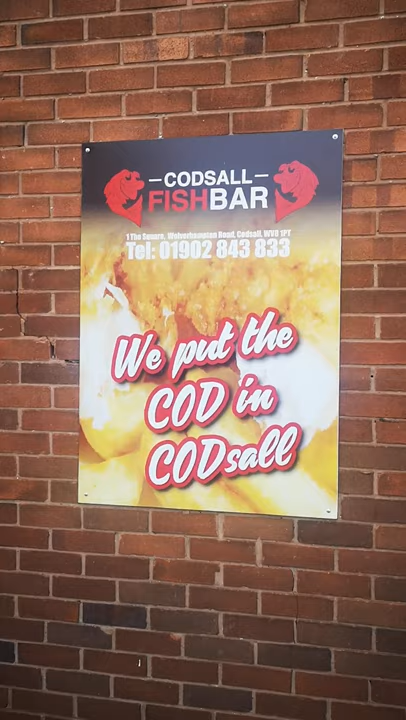 –CODSALL–
FISHBAR
1 The Square, Wolverhampton Road, Codsall, WV8 1PT
Tel: 01902 843 833
We put the
COD in
CODsall